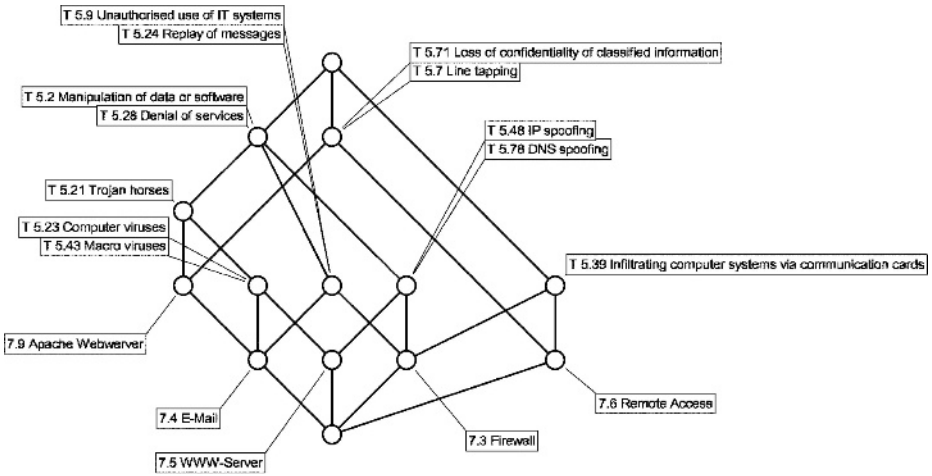 T 5.9 Unauthorised use of IT systems
T 5.24 Replay of messages
T 5.71 Loss of confidentiality of classified information
T 5.7 Line tapping
T 5.2 Manipulation of data or software
T 5.28 Denial of services
T 5.48 IP spoofing
T 5.78 DNS spoofing
T 5.21 Trojan horses
T 5.23 Computer viruses
T 5.43 Macro viruses
T 5.39 Infiltrating computer systems via communication cards
7.9 Apache Webwerver
7.6 Remote Access
7.4 E-Mail
7.3 Firewall
7.5 WWW-Server